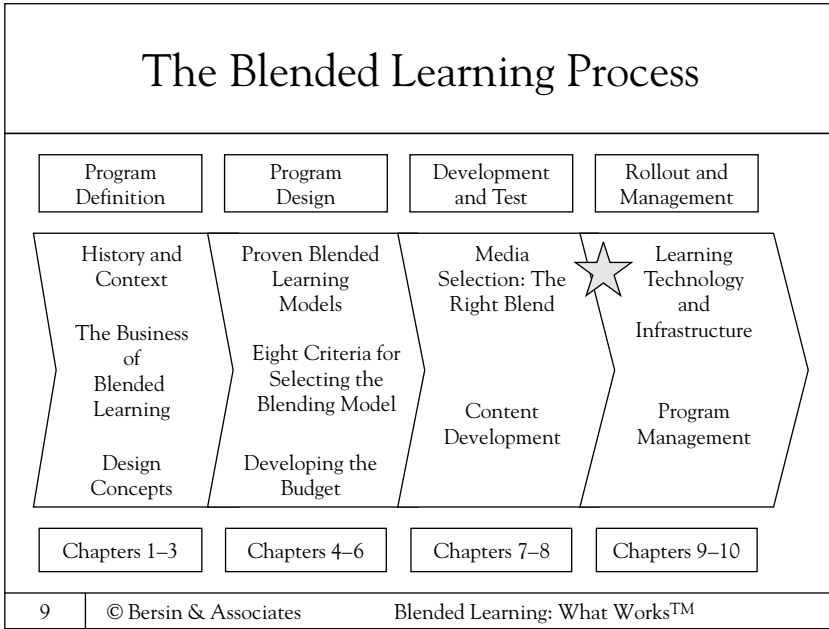 The Blended Learning Process
Program
Definition
Program
Design
Development
and Test
Rollout and
Management
History and
Context
The Business
of
Blended
Learning
Design
Concepts
Proven Blended
Learning
Models
Eight Criteria for
Selecting the
Blending Model
Developing the
Budget
Media
Selection: The
Right Blend
Content
Development
Learning
Technology
and
Infrastructure
Program
Management
Chapters 1–3
Chapters 4–6
Chapters 7–8
Chapters 9–10
9 © Bersin & Associates Blended Learning: What Works™